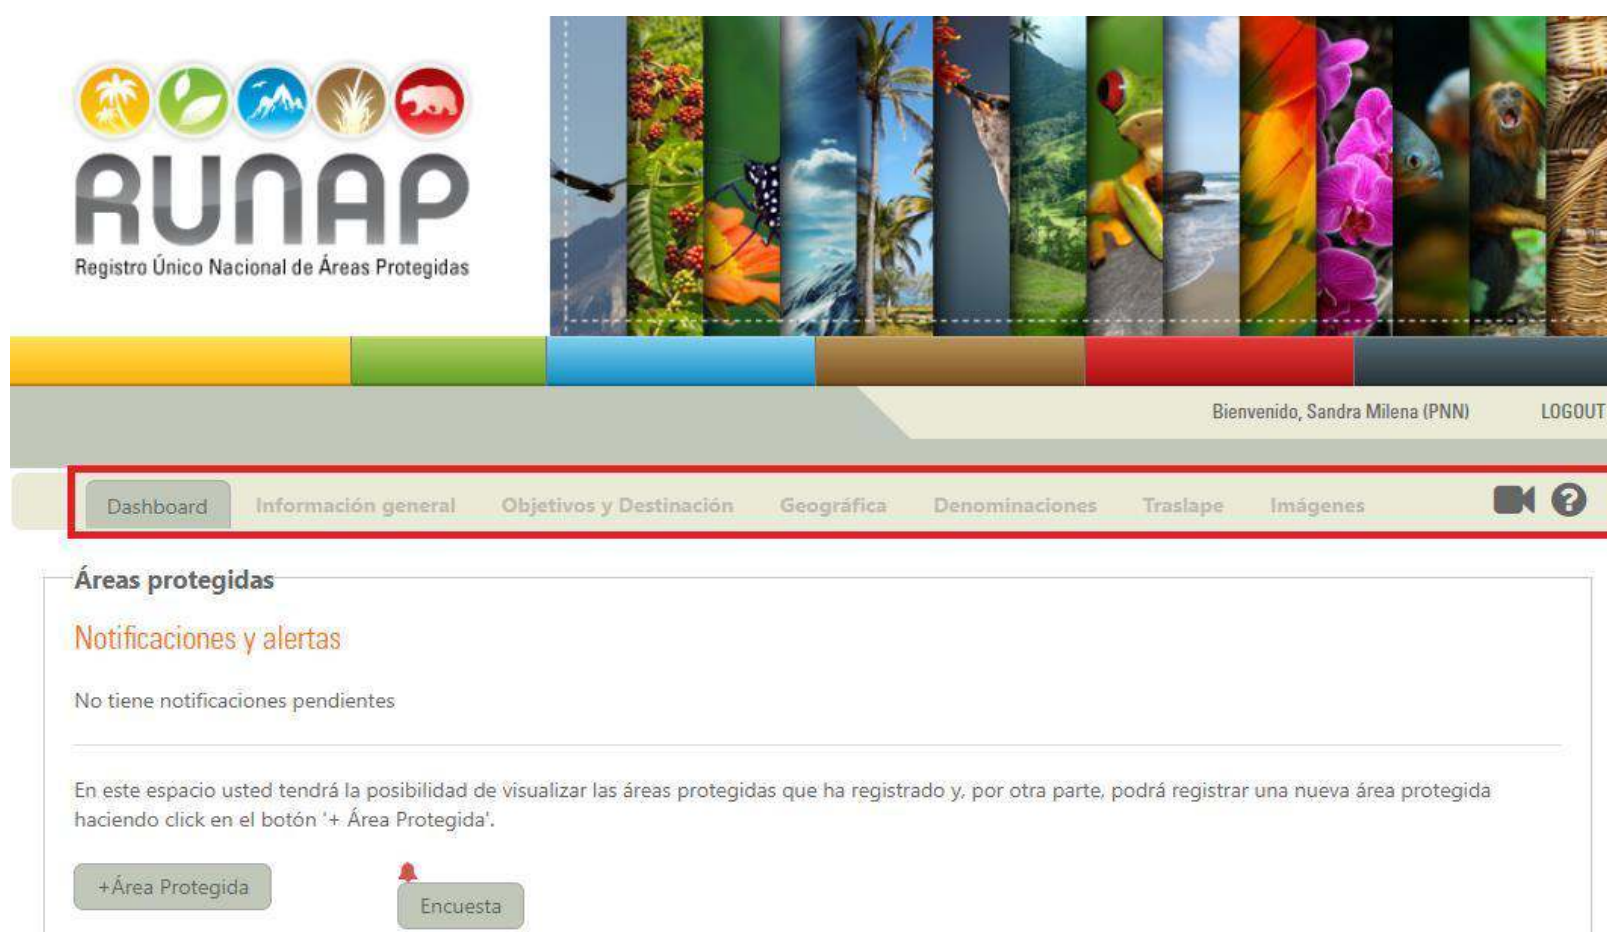 RUNAP
Registro Único Nacional de Áreas Protegidas
Bienvenido, Sandra Milena (PNN) LOGOUT
Dashboard Información general Objetivos y Destinación Geográfica Denominaciones Traslape Imágenes ?
Áreas protegidas
Notificaciones y alertas
No tiene notificaciones pendientes
En este espacio usted tendrá la posibilidad de visualizar las áreas protegidas que ha registrado y, por otra parte, podrá registrar una nueva área protegida
haciendo click en el botón '+ Área Protegida'.
+Área Protegida Encuesta